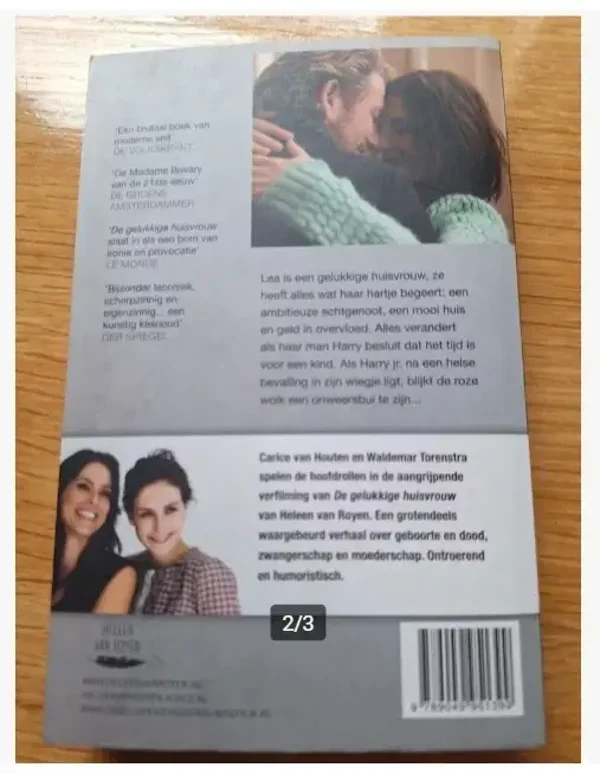 'Een brutaal boek van
moderne snit'
DE VOLKSKRANT
'De Madame Bovary
van de 21ste eeuw'
DE GROENE
AMSTERDAMMER
'De gelukkige huisvrouw
slaat in als een bom van
ironie en provocatie'
LE MONDE
'Bijzonder laconiek,
scherpzinnig en
eigenzinnig... een
kunstig kleinood'
DER SPIEGEL
Lea is een gelukkige huisvrouw, ze
heeft alles wat haar hartje begeert: een
ambitieuze echtgenoot, een mooi huis
en geld in overvloed. Alles verandert
als haar man Harry besluit dat het tijd is
voor een kind. Als Harry jr. na een helse
bevalling in zijn wiegje ligt, blijkt de roze
wolk een onweersbui te zijn...
Carice van Houten en Waldemar Torenstra
spelen de hoofdrollen in de aangrijpende
verfilming van De gelukkige huisvrouw
van Heleen van Royen. Een grotendeels
waargebeurd verhaal over geboorte en dood,
zwangerschap en moederschap. Ontroerend
en humoristisch.
2/3
HELEEN
VAN ROYEN